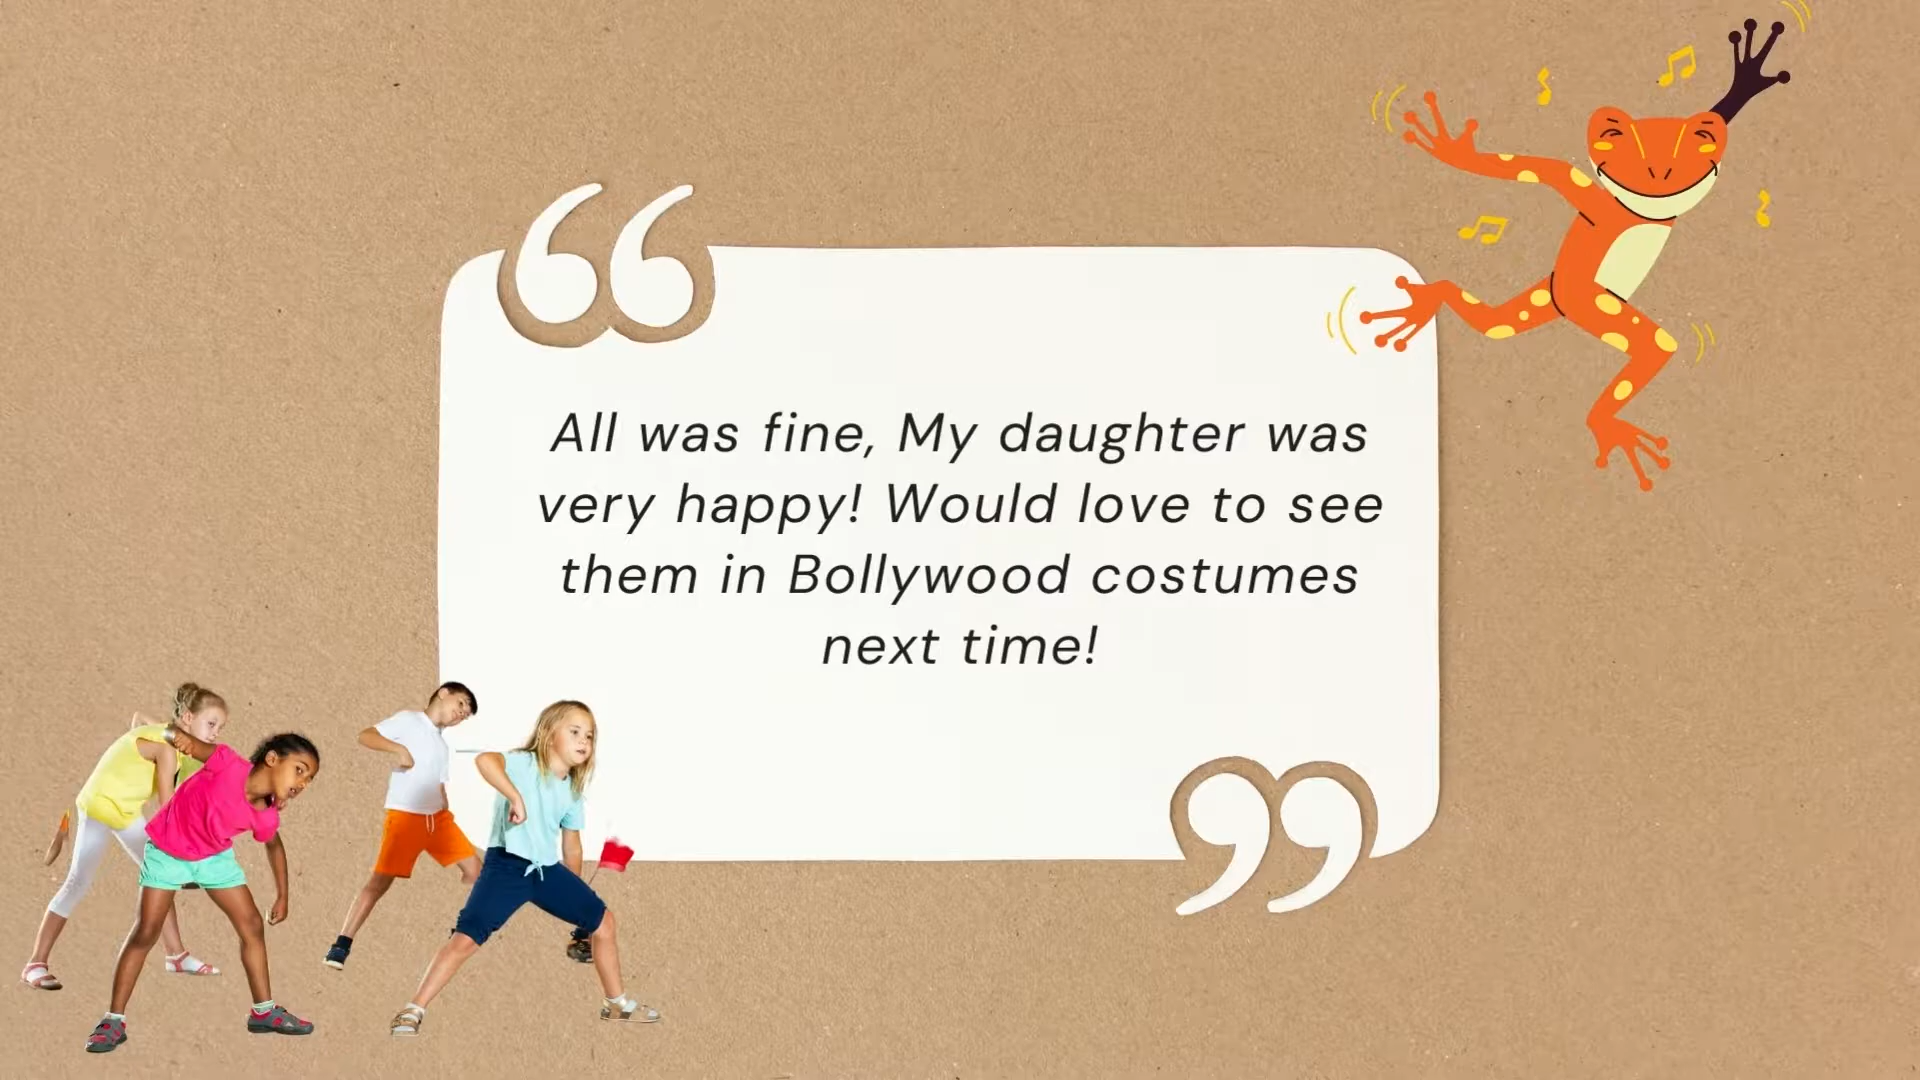 All was fine, My daughter was
very happy! Would love to see
them in Bollywood costumes
next time!